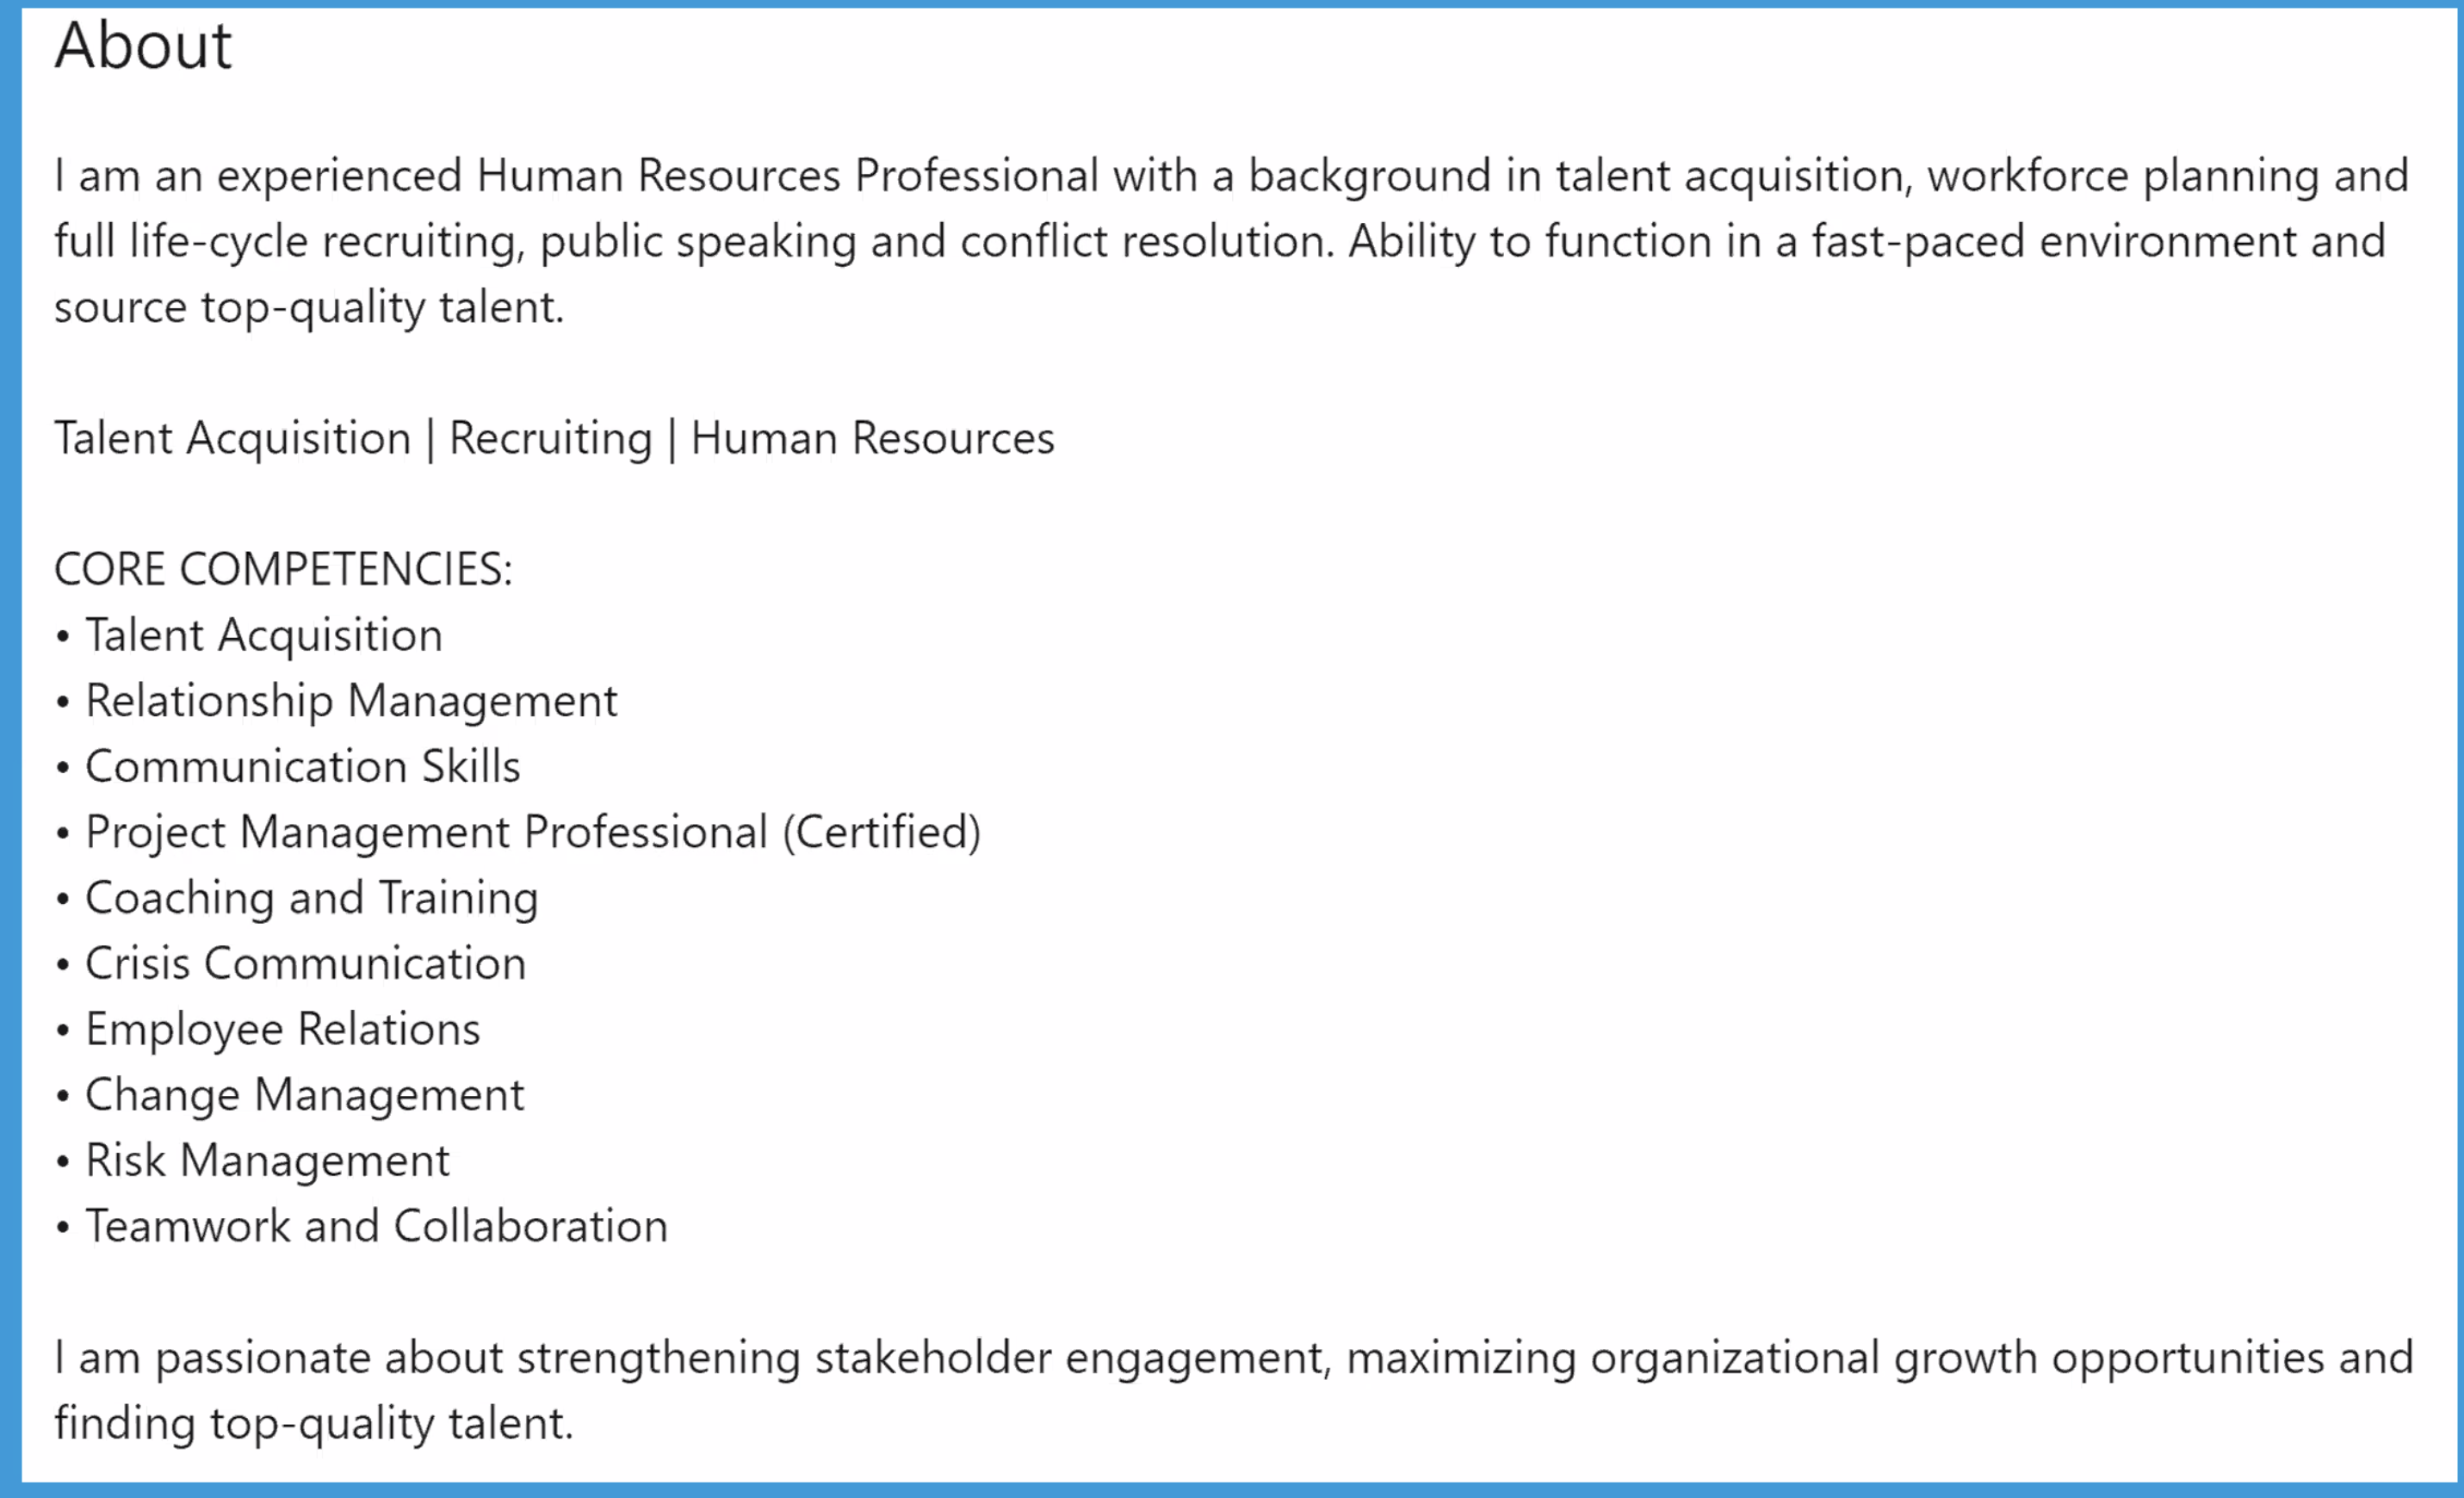 About
I am an experienced Human Resources Professional with a background in talent acquisition, workforce planning and
full life-cycle recruiting, public speaking and conflict resolution. Ability to function in a fast-paced environment and
source top-quality talent.
Talent Acquisition | Recruiting | Human Resources
CORE COMPETENCIES:
• Talent Acquisition
• Relationship Management
• Communication Skills
• Project Management Professional (Certified)
• Coaching and Training
• Crisis Communication
• Employee Relations
• Change Management
• Risk Management
• Teamwork and Collaboration
I am passionate about strengthening stakeholder engagement, maximizing organizational growth opportunities and
finding top-quality talent.